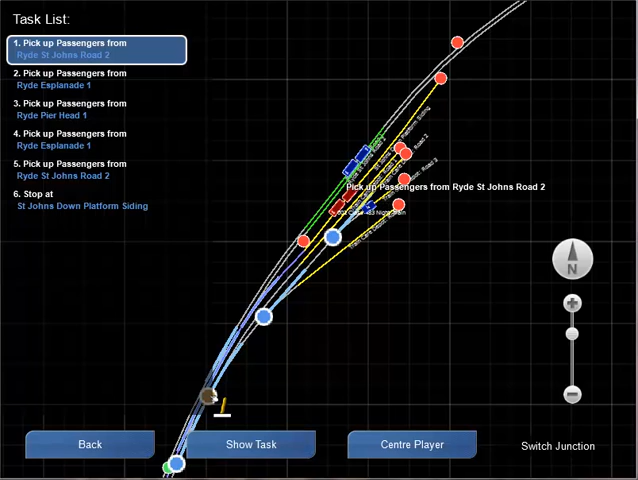 Task List:
1. Pick up Passengers from
Ryde St Johns Road 2
2. Pick up Passengers from
Ryde Esplanade 1
3. Pick up Passengers from
Ryde Pier Head 1
4. Pick up Passengers from
Ryde Esplanade 1
5. Pick up Passengers from
Ryde St Johns Road 2
6. Stop at
St Johns Down Platform Siding
Pick up Passengers from Ryde St Johns Road 2
N
Back
Show Task
Centre Player
Switch Junction